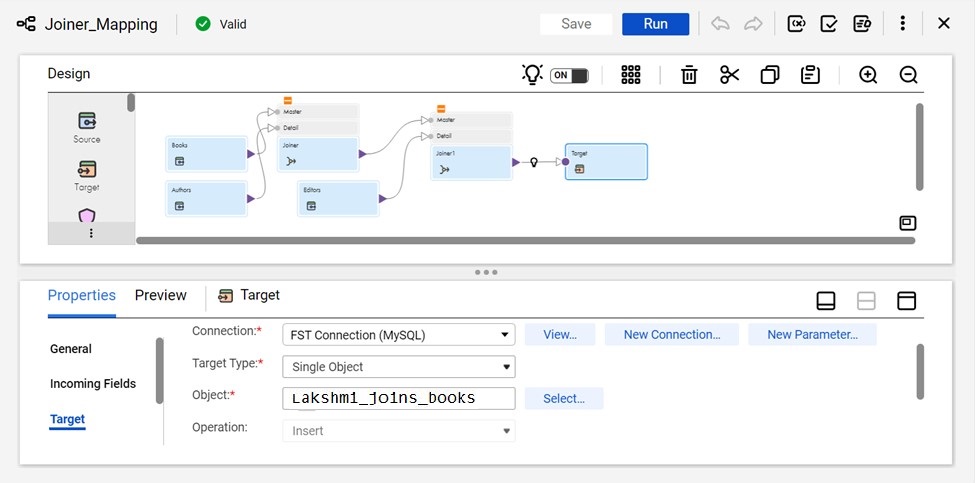 Joiner_Mapping
Valid
Save
Run
Design
ON
Source
Target
Books
Authors
Master
Detail
Joiner
Editors
Master
Detail
Joiner1
Target
Properties
Preview
Target
General
Incoming Fields
Target
Connection:*
FST Connection (MySQL)
View...
New Connection...
New Parameter...
Target Type:*
Single Object
Object:*
Lakshm1_jo1ns_books
Select...
Operation:
Insert